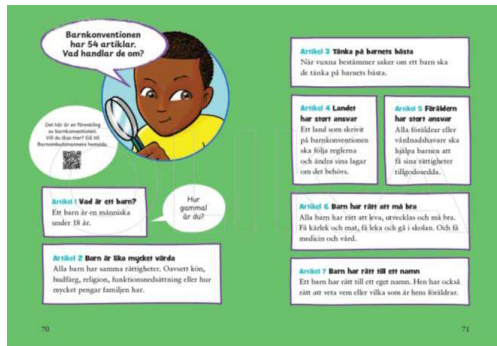 Barnkonventionen
har 54 artiklar.
Vad handlar de om?
Det här är en förenkling
av barnkonventionen.
Vill du läsa mer? Gå till
Barnombudsmannens hemsida.
Artikel 1 Vad är ett barn?
Ett barn är en människa
under 18 år.
Hur
gammal
är du?
Artikel 2 Barn är lika mycket värda
Alla barn har samma rättigheter. Oavsett kön,
hudfärg, religion, funktionsnedsättning eller hur
mycket pengar familjen har.
70
Artikel 3 Tänka på barnets bästa
När vuxna bestämmer saker om ett barn ska
de tänka på barnets bästa.
Artikel 4 Landet
har stort ansvar
Ett land som skrivit
på barnkonventionen
ska följa reglerna
och ändra sina lagar
om det behövs.
Artikel 5 Föräldern
har stort ansvar
Alla föräldrar eller
vårdnadshavare ska
hjälpa barnen att
få sina rättigheter
tillgodosedda.
Artikel 6 Barn har rätt att må bra
Alla barn har rätt att leva, utvecklas och må bra.
Få kärlek och mat, få leka och gå i skolan. Och få
medicin och vård.
Artikel 7 Barn har rätt till ett namn
Ett barn har rätt till ett eget namn. Hen har också
rätt att veta vem eller vilka som är hens föräldrar.
71